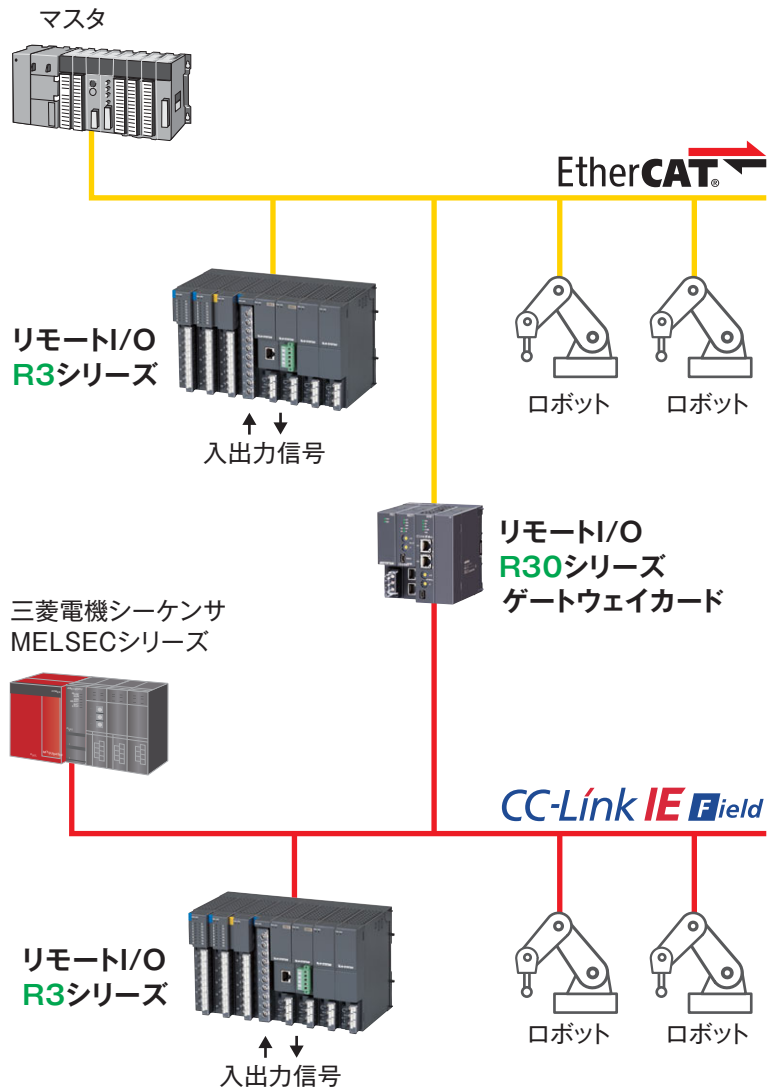 マスタ
EtherCAT®
リモートI/O
R3シリーズ
入出力信号
ロボット
ロボット
リモートI/O
R30シリーズ
ゲートウェイカード
三菱電機シーケンサ
MELSECシリーズ
CC-Link IE Field
リモートI/O
R3シリーズ
入出力信号
ロボット
ロボット